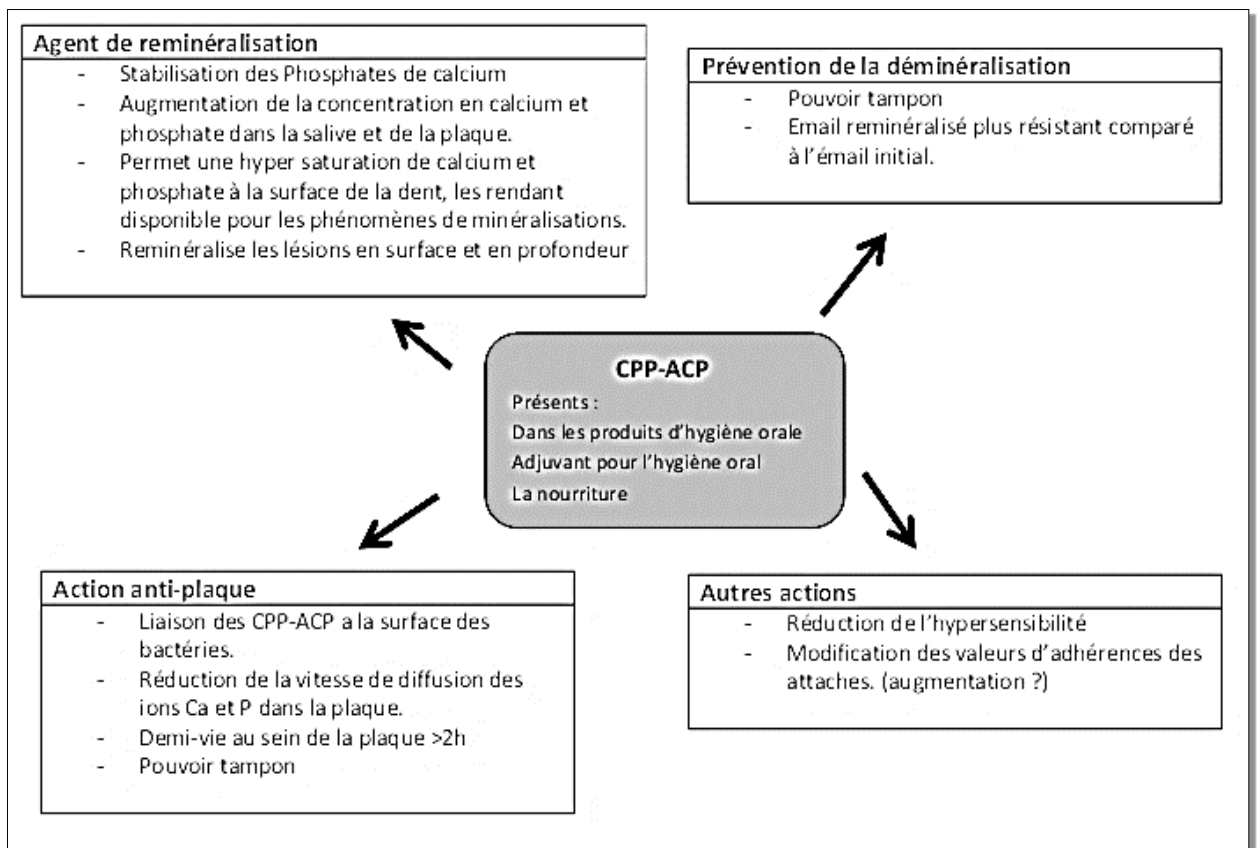 Agent de reminéralisation
- Stabilisation des Phosphates de calcium
- Augmentation de la concentration en calcium et
phosphate dans la salive et de la plaque.
- Permet une hyper saturation de calcium et
phosphate à la surface de la dent, les rendant
disponible pour les phénomènes de minéralisations.
- Reminéralise les lésions en surface et en profondeur
Prévention de la déminéralisation
- Pouvoir tampon
- Email reminéralisé plus résistant comparé
à l'émail initial.
CPP-ACP
Présents :
Dans les produits d'hygiène orale
Adjuvant pour l'hygiène oral
La nourriture
Action anti-plaque
- Liaison des CPP-ACP a la surface des
bactéries.
- Réduction de la vitesse de diffusion des
ions Ca et P dans la plaque.
- Demi-vie au sein de la plaque >2h
- Pouvoir tampon
Autres actions
- Réduction de l'hypersensibilité
- Modification des valeurs d'adhérences des
attaches. (augmentation ?)